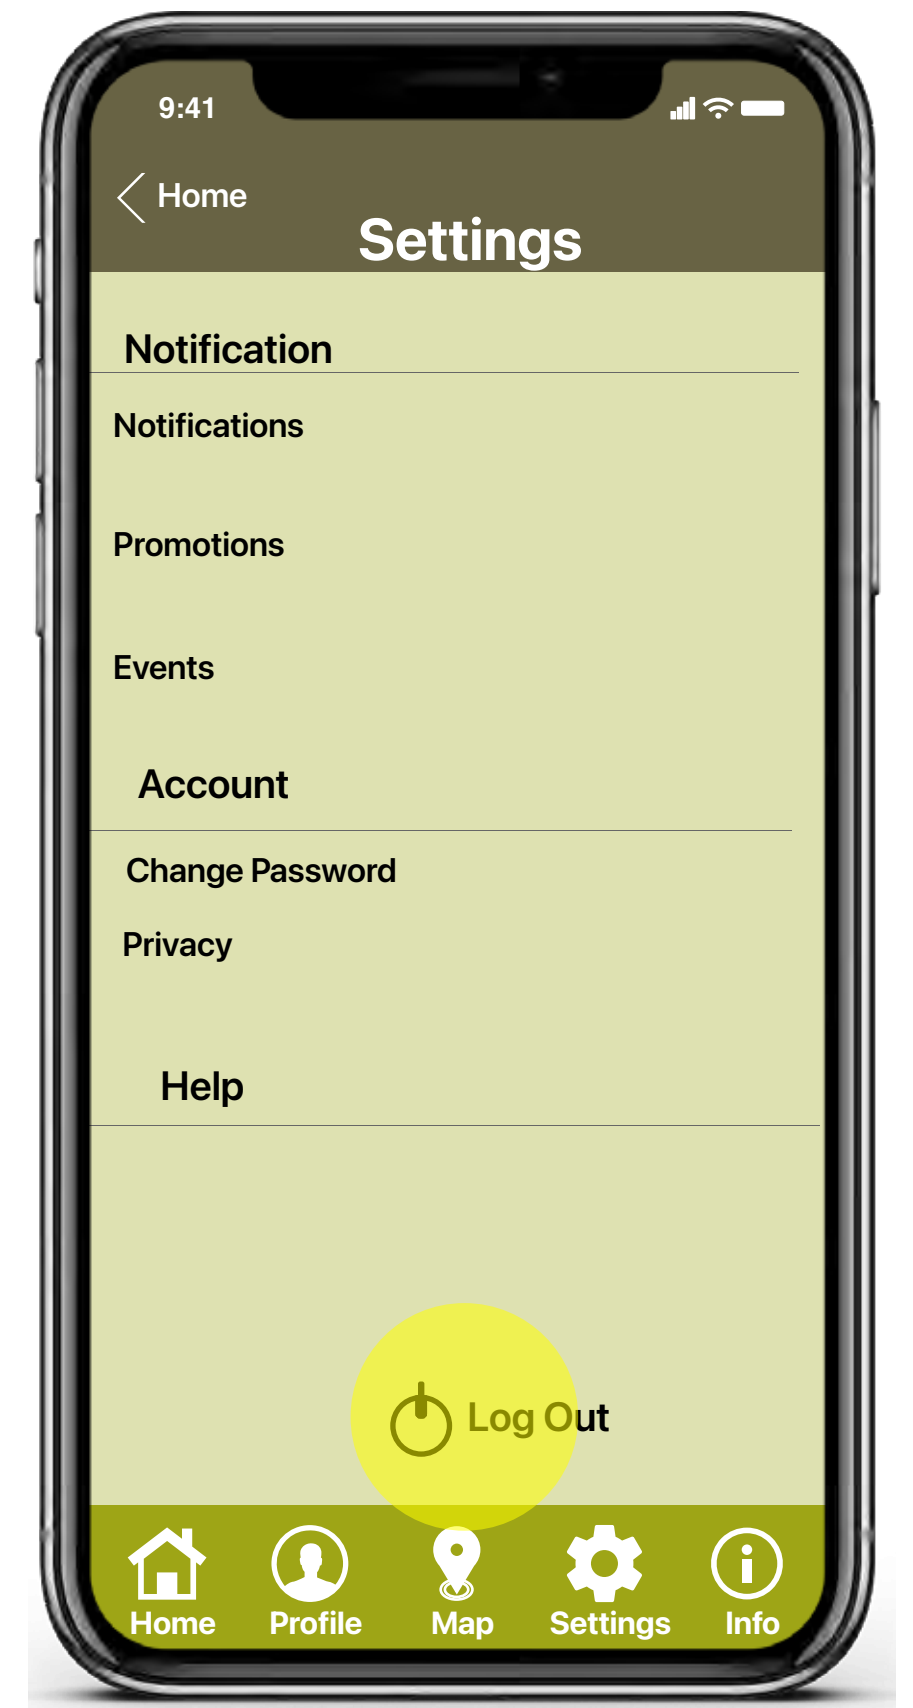 9:41
Home
Settings
Notification
Notifications
Promotions
Events
Account
Change Password
Privacy
Help
Log Out
Home Profile Map Settings Info